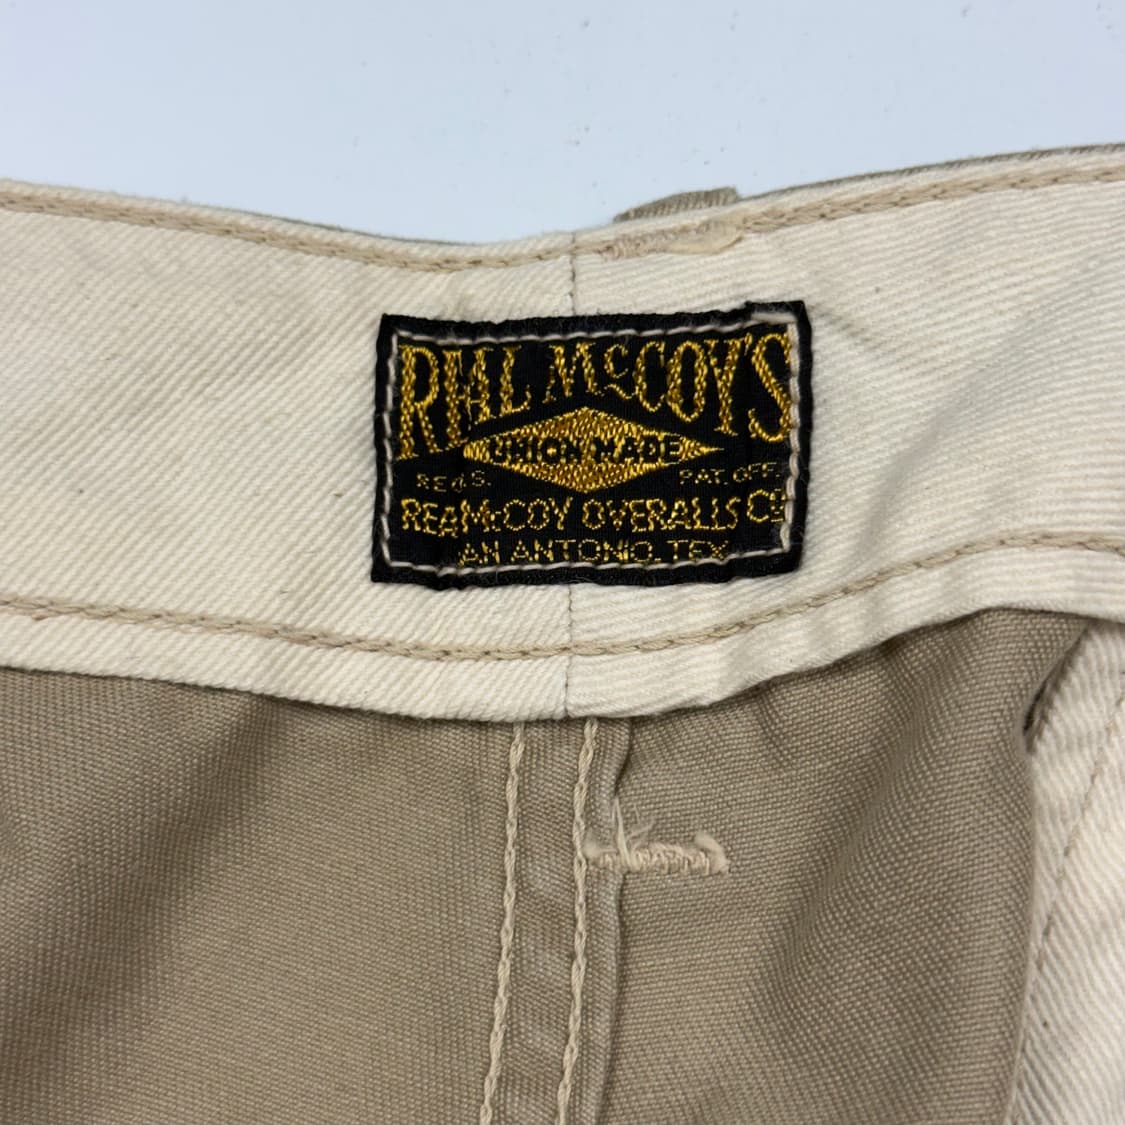 REAL McCOY'S
UNION MADE
REG.U.S. PAT. OFF.
REAL McCOY OVERALLS CO
SAN ANTONIO, TEX